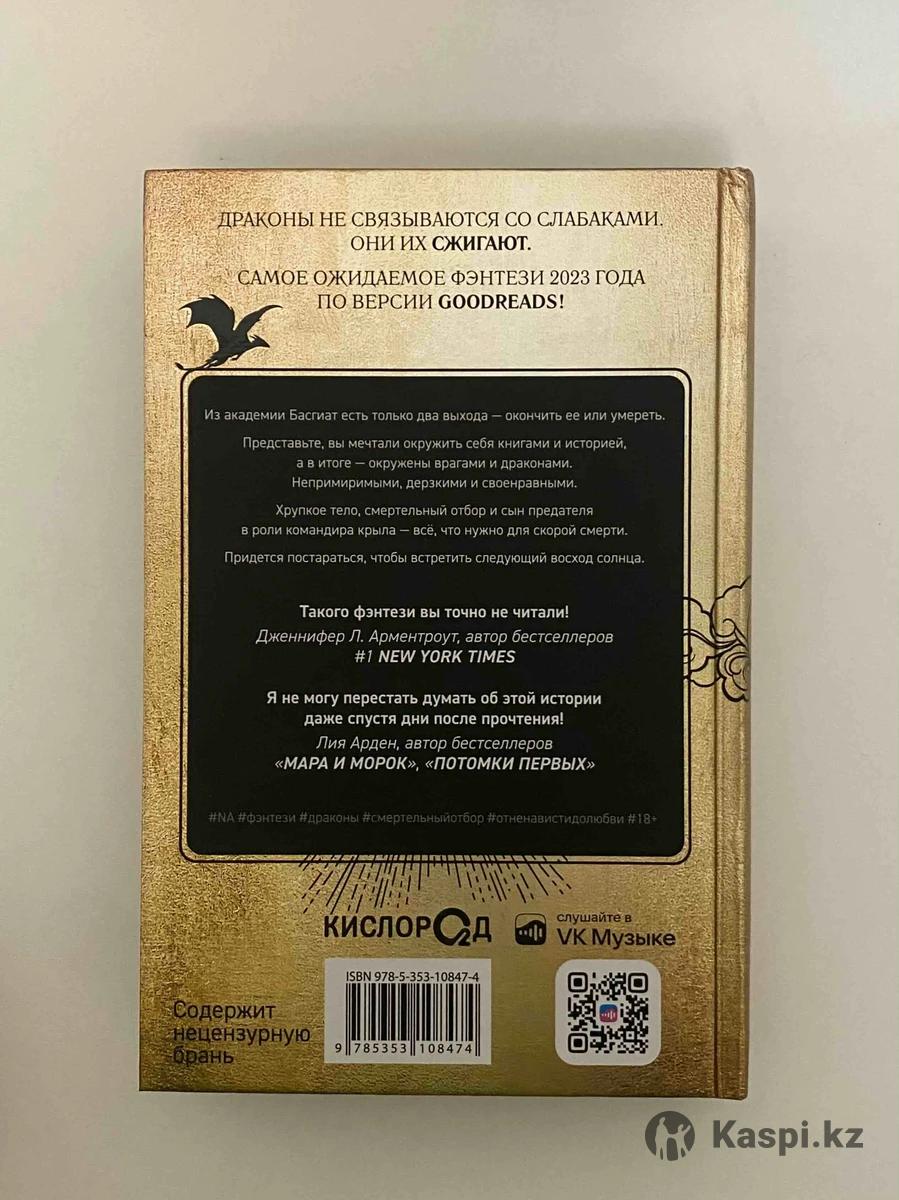 ДРАКОНЫ НЕ СВЯЗЫВАЮТСЯ СО СЛАБАКАМИ.
ОНИ ИХ СЖИГАЮТ.
САМОЕ ОЖИДАЕМОЕ ФЭНТЕЗИ 2023 ГОДА
ПО ВЕРСИИ GOODREADS!
Из академии Басгиат есть только два выхода — окончить ее или умереть.
Представьте, вы мечтали окружить себя книгами и историей,
а в итоге — окружены врагами и драконами.
Непримиримыми, дерзкими и своенравными.
Хрупкое тело, смертельный отбор и сын предателя
в роли командира крыла — всё, что нужно для скорой смерти.
Придется постараться, чтобы встретить следующий восход солнца.
Такого фэнтези вы точно не читали!
Дженнифер Л. Арментроут, автор бестселлеров
#1 NEW YORK TIMES
Я не могу перестать думать об этой истории
даже спустя дни после прочтения!
Лия Арден, автор бестселлеров
«МАРА И МОРОК», «ПОТОМКИ ПЕРВЫХ»
#NA #фэнтези #драконы #смертельныйотбор #отненавистидолюбви #18+
КИСЛОРО2Д
слушайте в
VK Музыке
ISBN 978-5-353-10847-4
9 785353 108474
Содержит
нецензурную
брань
Kaspi.kz